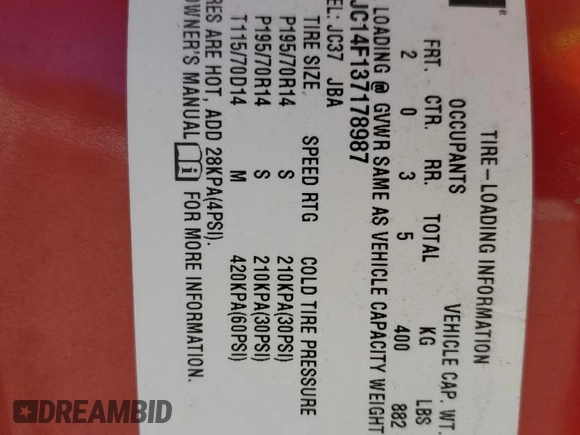 TIRE-LOADING INFORMATION
OCCUPANTS VEHICLE CAP. WT.
FRT. CTR. RR. TOTAL KG LBS
2 0 3 5 400 882
LOADING @ GVWR SAME AS VEHICLE CAPACITY WEIGHT
JC14F137178987
EL: JC37 JBA
TIRE SIZE SPEED RTG COLD TIRE PRESSURE
P195/70R14 S 210KPA(30PSI)
P195/70R14 S 210KPA(30PSI)
T115/70D14 M 420KPA(60PSI)
RES ARE HOT, ADD 28KPA(4PSI).
OWNER'S MANUAL FOR MORE INFORMATION.
DREAMBID